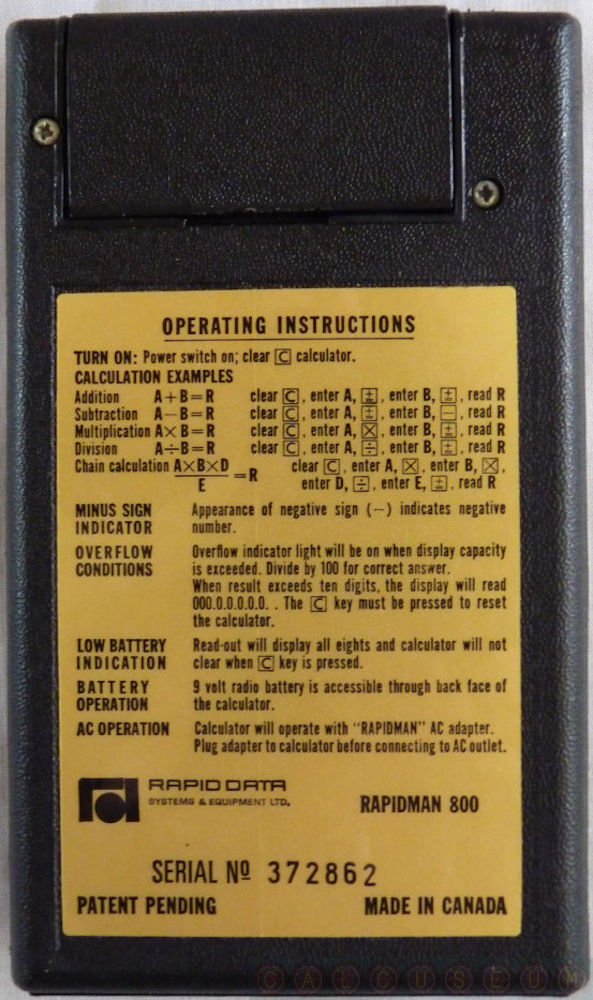 OPERATING INSTRUCTIONS
TURN ON: Power switch on; clear C calculator.
CALCULATION EXAMPLES
Addition A+B=R clear C, enter A, ±, enter B, ±, read R
Subtraction A−B=R clear C, enter A, ±, enter B, −, read R
Multiplication A×B=R clear C, enter A, ×, enter B, ±, read R
Division A÷B=R clear C, enter A, ÷, enter B, ±, read R
Chain calculation A×B×D/E=R clear C, enter A, ×, enter B, ×,
enter D, ÷, enter E, ±, read R
MINUS SIGN Appearance of negative sign (−) indicates negative
INDICATOR number.
OVERFLOW Overflow indicator light will be on when display capacity
CONDITIONS is exceeded. Divide by 100 for correct answer.
When result exceeds ten digits, the display will read
000.0.0.0.0.0. . The C key must be pressed to reset
the calculator.
LOW BATTERY Read-out will display all eights and calculator will not
INDICATION clear when C key is pressed.
BATTERY 9 volt radio battery is accessible through back face of
OPERATION the calculator.
AC OPERATION Calculator will operate with "RAPIDMAN" AC adapter.
Plug adapter to calculator before connecting to AC outlet.
RAPID DATA
SYSTEMS & EQUIPMENT LTD.
RAPIDMAN 800
SERIAL Nº 372862
PATENT PENDING MADE IN CANADA
CALCUSEUM